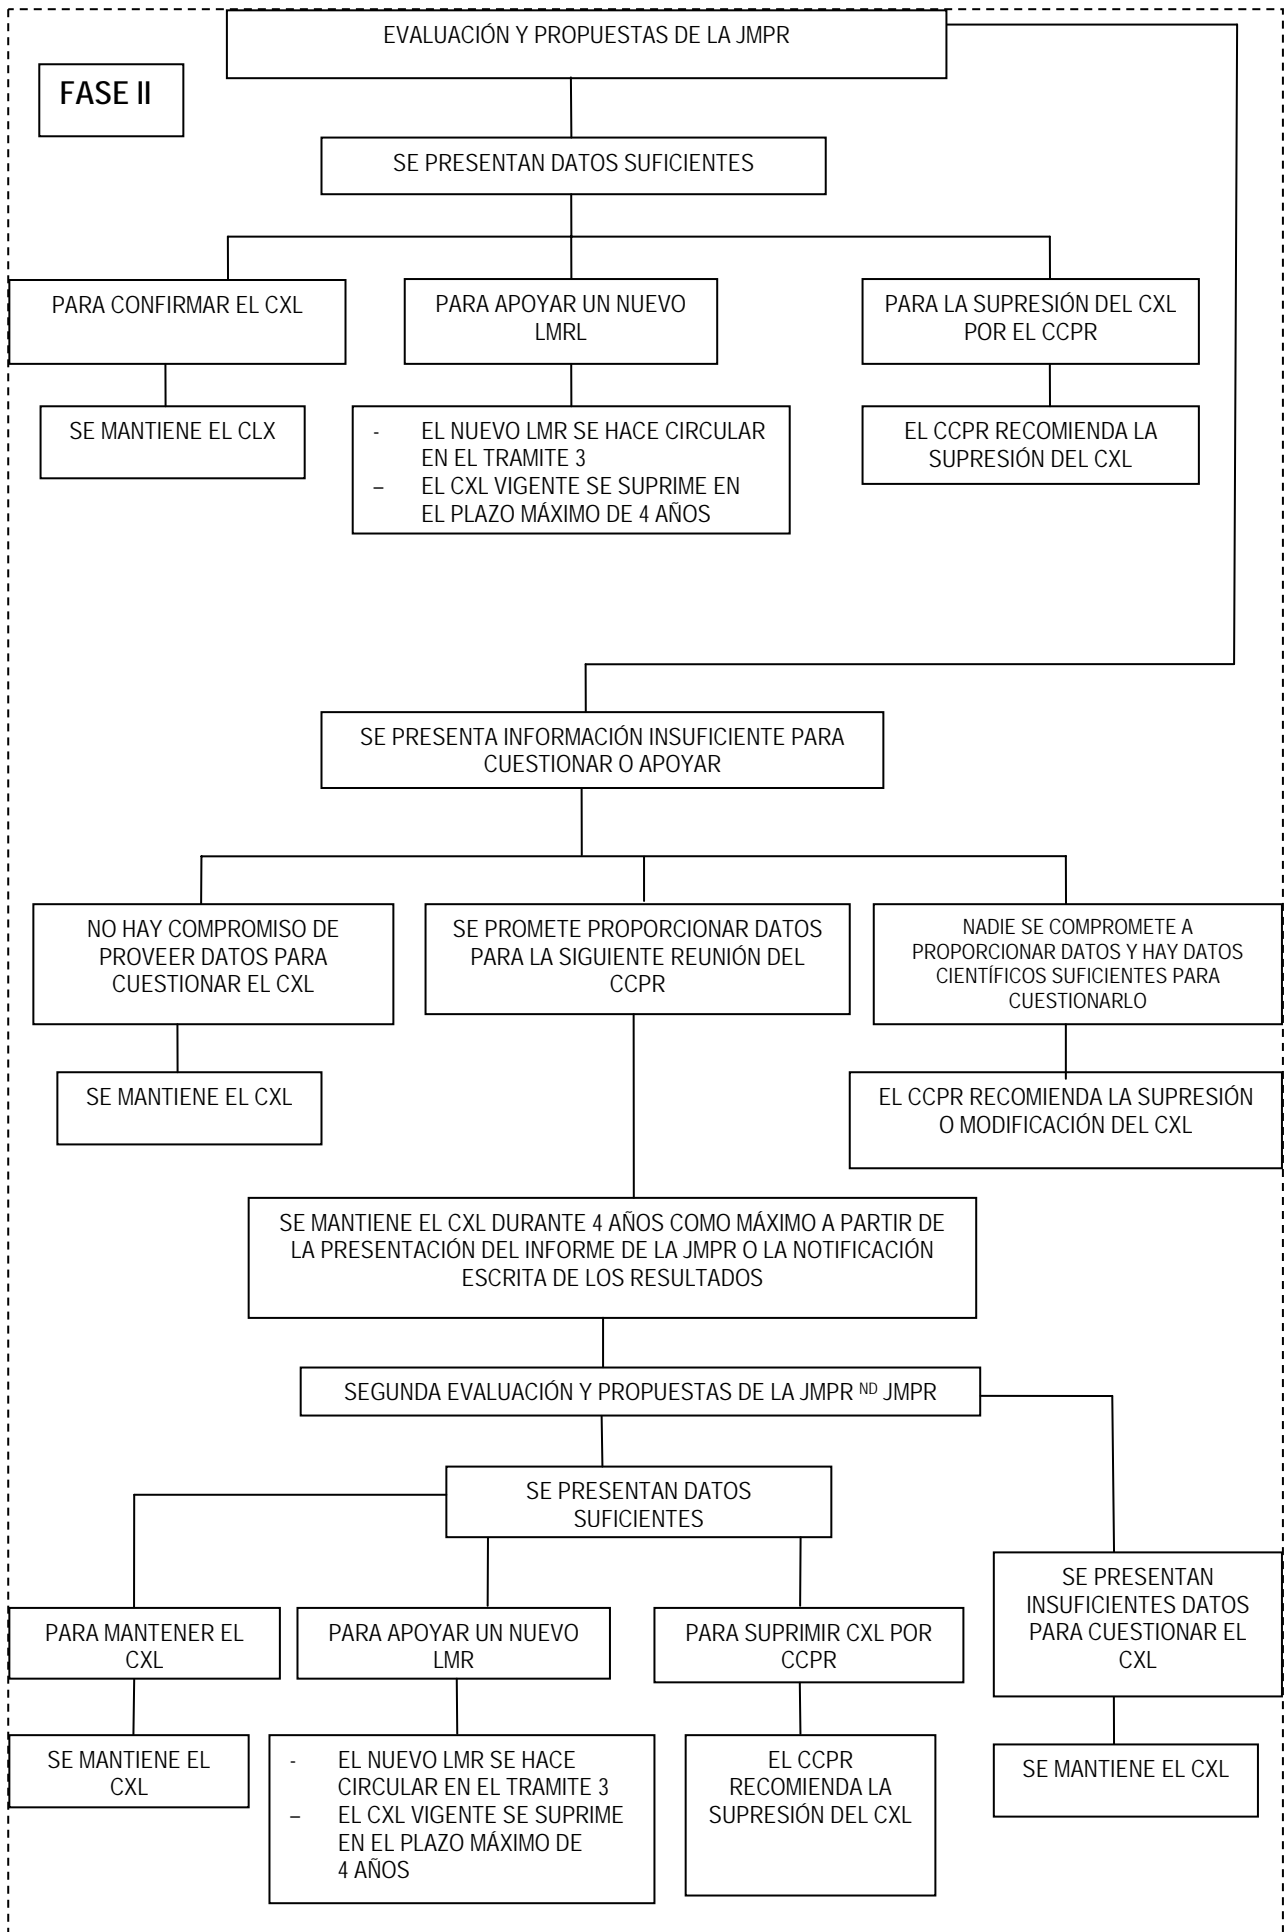 EVALUACIÓN Y PROPUESTAS DE LA JMPR
FASE II
SE PRESENTAN DATOS SUFICIENTES
PARA CONFIRMAR EL CXL
PARA APOYAR UN NUEVO
LMRL
PARA LA SUPRESIÓN DEL CXL
POR EL CCPR
SE MANTIENE EL CLX
- EL NUEVO LMR SE HACE CIRCULAR
EN EL TRAMITE 3
– EL CXL VIGENTE SE SUPRIME EN
EL PLAZO MÁXIMO DE 4 AÑOS
EL CCPR RECOMIENDA LA
SUPRESIÓN DEL CXL
SE PRESENTA INFORMACIÓN INSUFICIENTE PARA
CUESTIONAR O APOYAR
NO HAY COMPROMISO DE
PROVEER DATOS PARA
CUESTIONAR EL CXL
SE PROMETE PROPORCIONAR DATOS
PARA LA SIGUIENTE REUNIÓN DEL
CCPR
NADIE SE COMPROMETE A
PROPORCIONAR DATOS Y HAY DATOS
CIENTÍFICOS SUFICIENTES PARA
CUESTIONARLO
SE MANTIENE EL CXL
EL CCPR RECOMIENDA LA SUPRESIÓN
O MODIFICACIÓN DEL CXL
SE MANTIENE EL CXL DURANTE 4 AÑOS COMO MÁXIMO A PARTIR DE
LA PRESENTACIÓN DEL INFORME DE LA JMPR O LA NOTIFICACIÓN
ESCRITA DE LOS RESULTADOS
SEGUNDA EVALUACIÓN Y PROPUESTAS DE LA JMPR ND JMPR
SE PRESENTAN DATOS
SUFICIENTES
SE PRESENTAN
INSUFICIENTES DATOS
PARA CUESTIONAR EL
CXL
PARA MANTENER EL
CXL
PARA APOYAR UN NUEVO
LMR
PARA SUPRIMIR CXL POR
CCPR
SE MANTIENE EL
CXL
- EL NUEVO LMR SE HACE
CIRCULAR EN EL TRAMITE 3
– EL CXL VIGENTE SE SUPRIME
EN EL PLAZO MÁXIMO DE
4 AÑOS
EL CCPR
RECOMIENDA LA
SUPRESIÓN DEL CXL
SE MANTIENE EL CXL